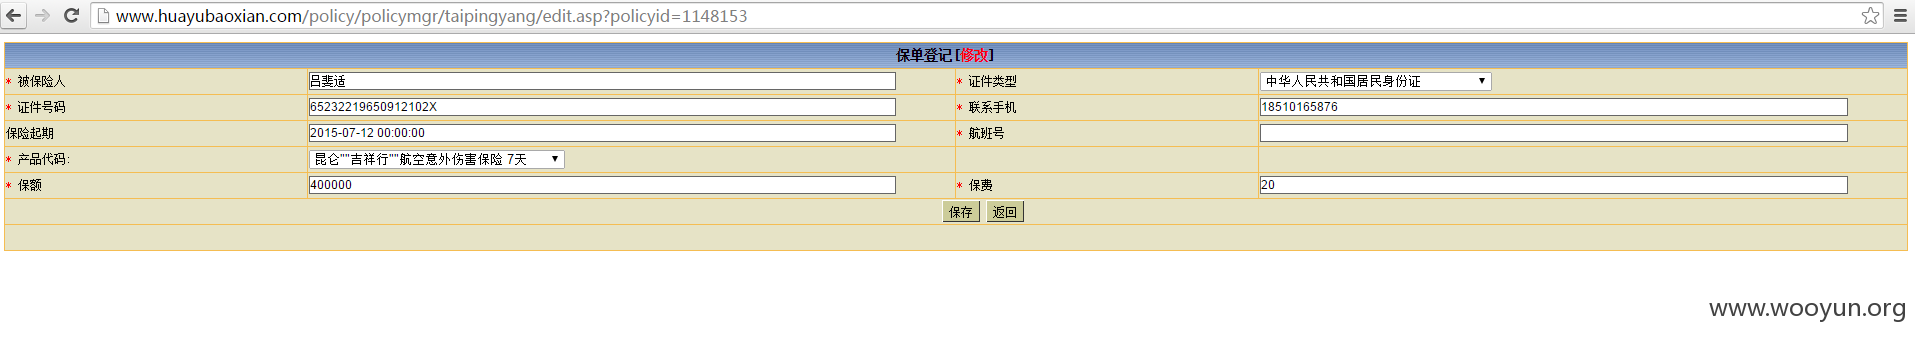 www.huayubaoxian.com/policy/policymgr/taipingyang/edit.asp?policyid=1148153
保单登记 [修改]
* 被保险人 吕斐适 * 证件类型 中华人民共和国居民身份证
* 证件号码 65232219650912102X * 联系手机 18510165876
保险起期 2015-07-12 00:00:00 * 航班号
* 产品代码: 昆仑""吉祥行""航空意外伤害保险 7天
* 保额 400000 * 保费 20
保存 返回
www.wooyun.org